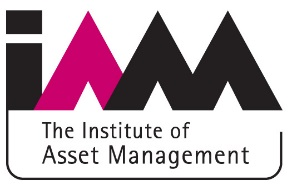 iAM
The Institute of
Asset Management